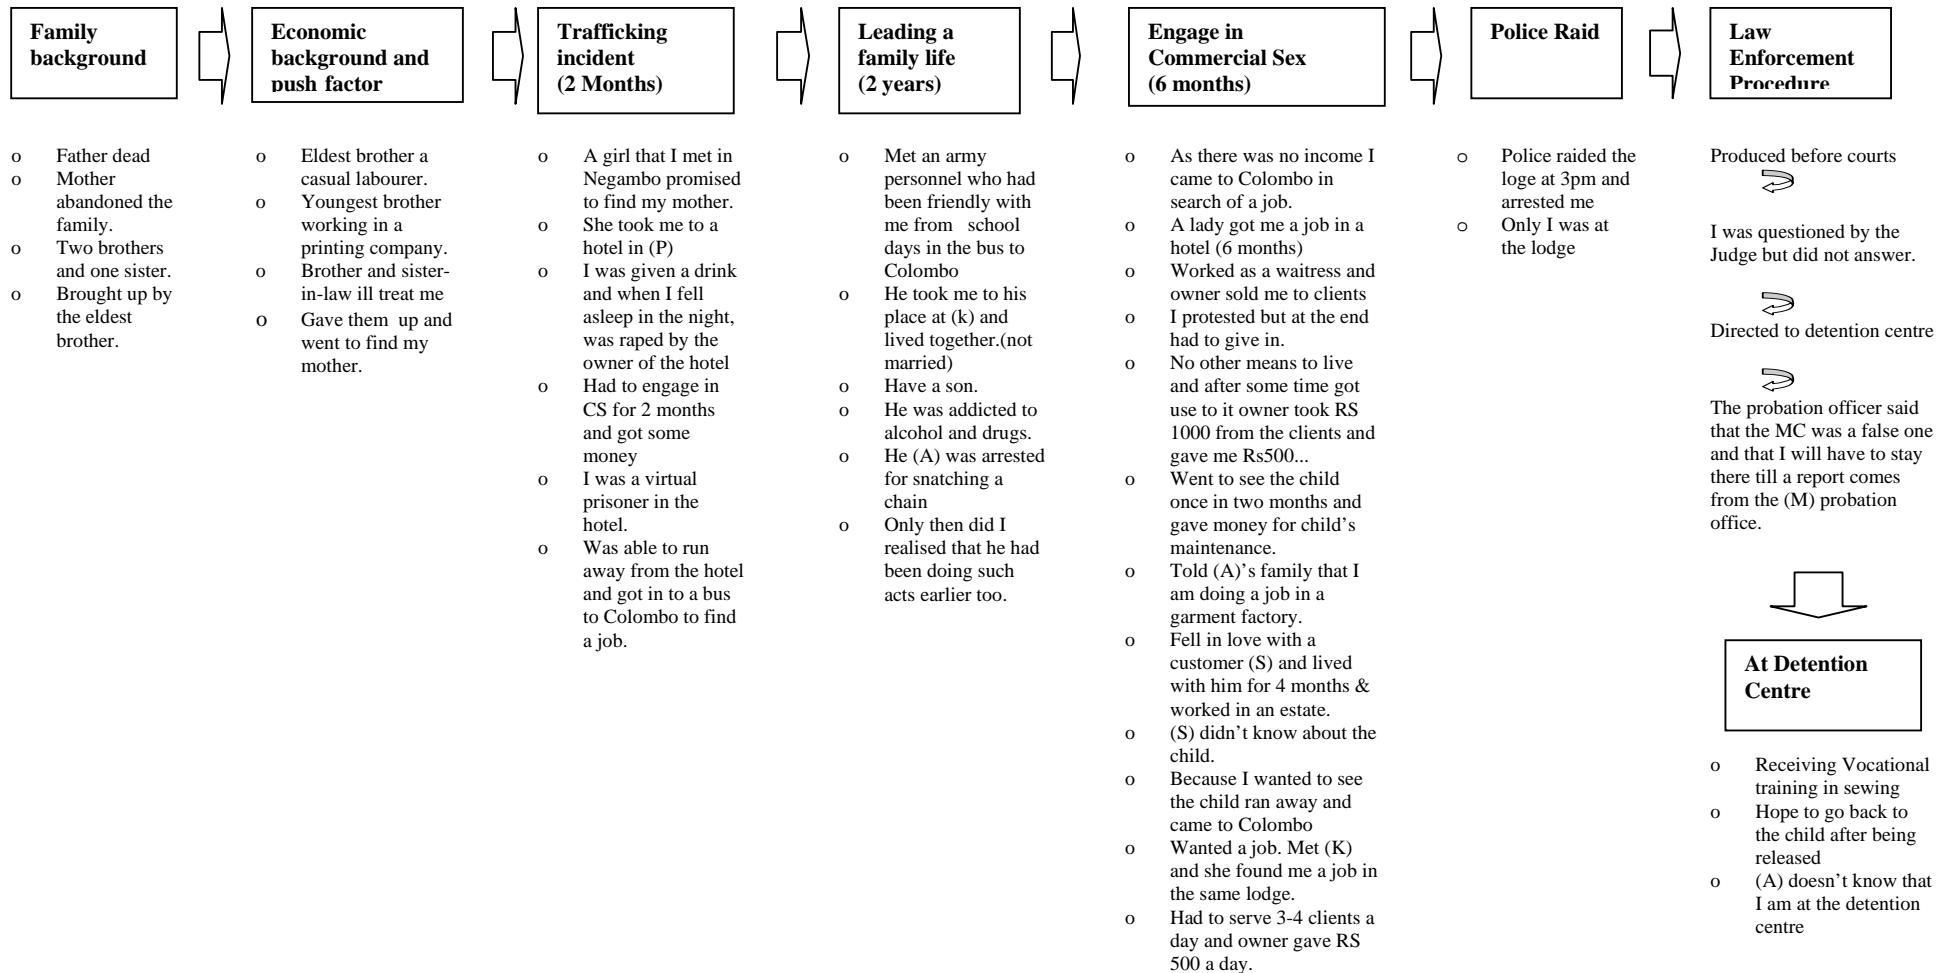 Family
background
Economic
background and
push factor
Trafficking
incident
(2 Months)
Leading a
family life
(2 years)
Engage in
Commercial Sex
(6 months)
Police Raid
Law
Enforcement
Procedure
o Father dead
o Mother
abandoned the
family.
o Two brothers
and one sister.
o Brought up by
the eldest
brother.
o Eldest brother a
casual labourer.
o Youngest brother
working in a
printing company.
o Brother and sister-
in-law ill treat me
o Gave them up and
went to find my
mother.
o A girl that I met in
Negambo promised
to find my mother.
o She took me to a
hotel in (P)
o I was given a drink
and when I fell
asleep in the night,
was raped by the
owner of the hotel
o Had to engage in
CS for 2 months
and got some
money
o I was a virtual
prisoner in the
hotel.
o Was able to run
away from the hotel
and got in to a bus
to Colombo to find
a job.
o Met an army
personnel who had
been friendly with
me from school
days in the bus to
Colombo
o He took me to his
place at (k) and
lived together.(not
married)
o Have a son.
o He was addicted to
alcohol and drugs.
o He (A) was arrested
for snatching a
chain
o Only then did I
realised that he had
been doing such
acts earlier too.
o As there was no income I
came to Colombo in
search of a job.
o A lady got me a job in a
hotel (6 months)
o Worked as a waitress and
owner sold me to clients
o I protested but at the end
had to give in.
o No other means to live
and after some time got
use to it owner took RS
1000 from the clients and
gave me Rs500...
o Went to see the child
once in two months and
gave money for child's
maintenance.
o Told (A)'s family that I
am doing a job in a
garment factory.
o Fell in love with a
customer (S) and lived
with him for 4 months &
worked in an estate.
o (S) didn't know about the
child.
o Because I wanted to see
the child ran away and
came to Colombo
o Wanted a job. Met (K)
and she found me a job in
the same lodge.
o Had to serve 3-4 clients a
day and owner gave RS
500 a day.
o Police raided the
loge at 3pm and
arrested me
o Only I was at
the lodge
Produced before courts
I was questioned by the
Judge but did not answer.
Directed to detention centre
The probation officer said
that the MC was a false one
and that I will have to stay
there till a report comes
from the (M) probation
office.
At Detention
Centre
o Receiving Vocational
training in sewing
o Hope to go back to
the child after being
released
o (A) doesn't know that
I am at the detention
centre